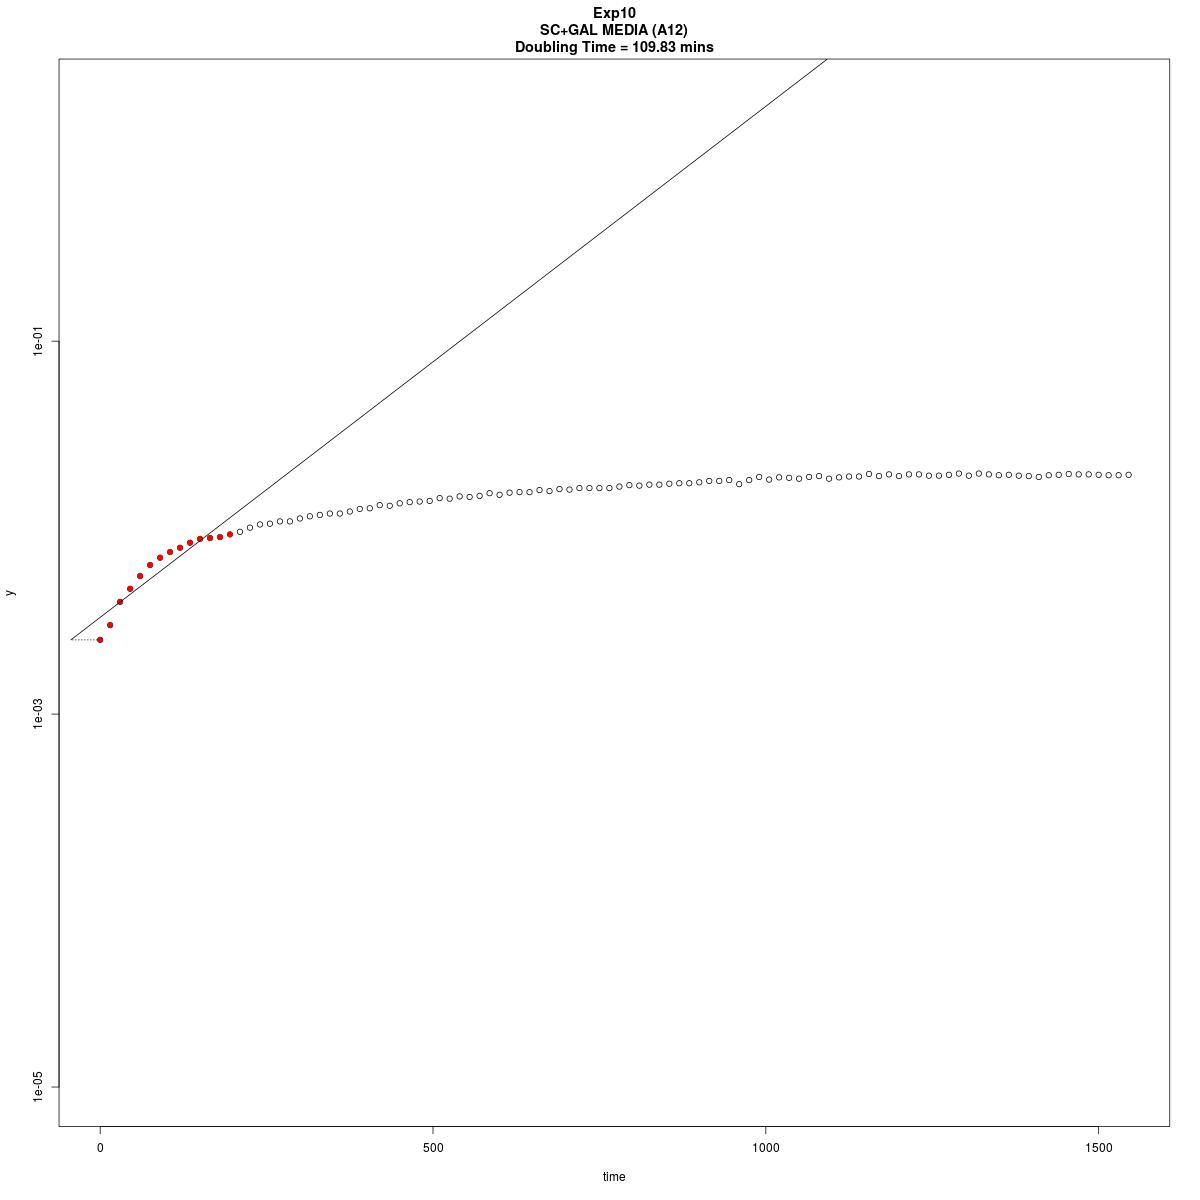 Exp10
SC+GAL MEDIA (A12)
Doubling Time = 109.83 mins
1e-01
1e-03
1e-05
y
0
500
1000
1500
time